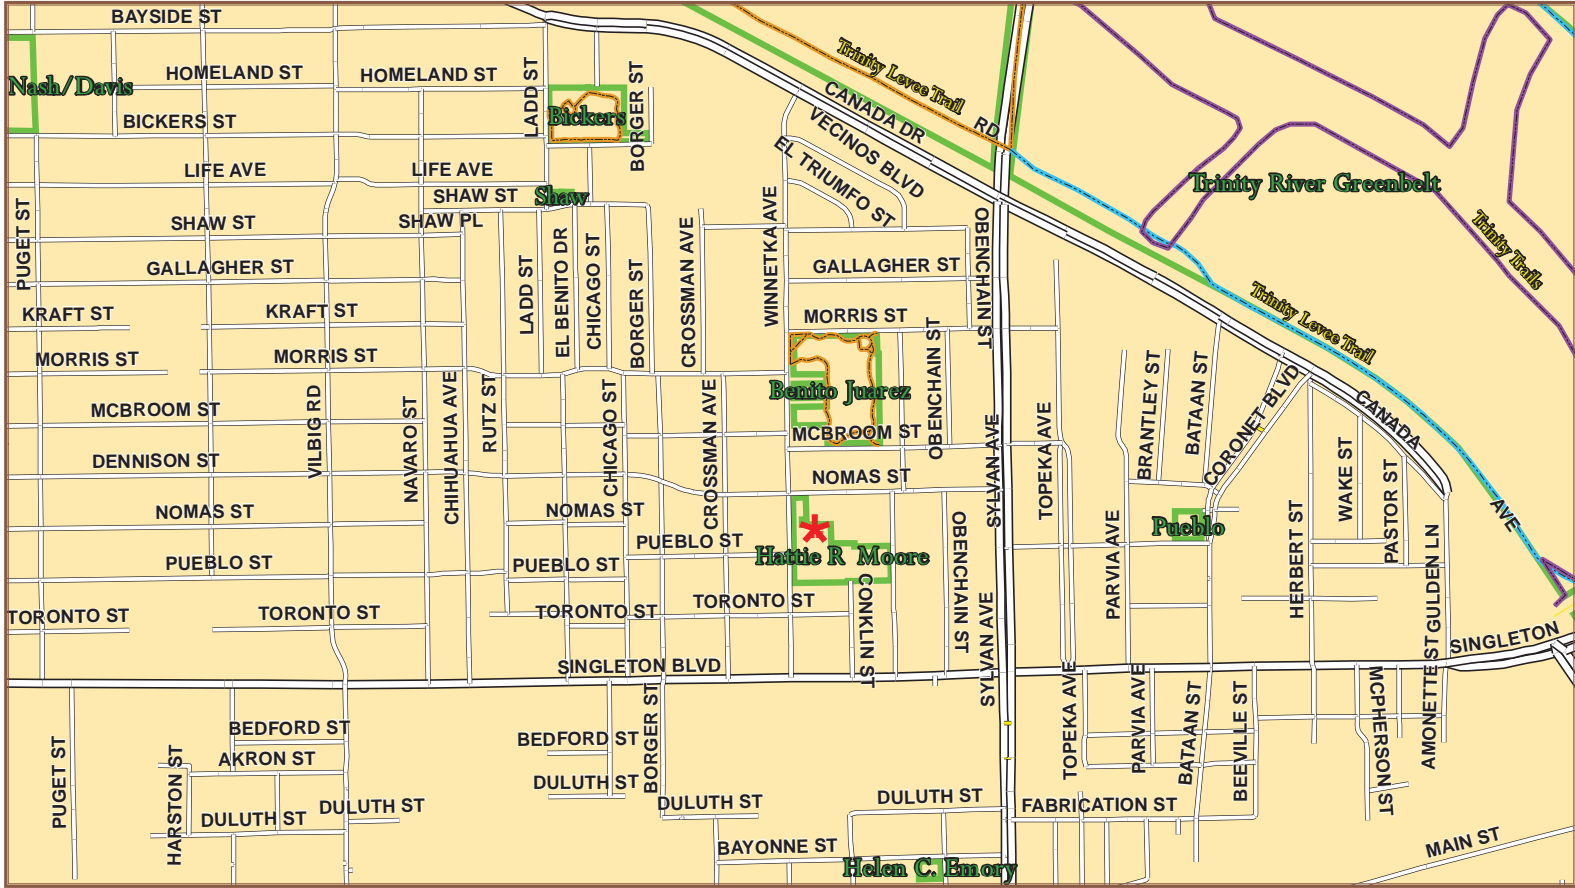 BAYSIDE ST
HOMELAND ST
HOMELAND ST
Nash/Davis
BICKERS ST
LADD ST
Bickers
BORGER ST
Trinity Levee Trail
CANADA DR
RD
VECINOS BLVD
EL TRIUMFO ST
LIFE AVE
LIFE AVE
SHAW ST
Shaw
Trinity River Greenbelt
Trinity Trails
PUGET ST
SHAW ST
SHAW PL
WINNETKA AVE
CROSSMAN AVE
OBENCHAIN ST
GALLAGHER ST
LADD ST
EL BENITO DR
CHICAGO ST
BORGER ST
GALLAGHER ST
KRAFT ST
KRAFT ST
MORRIS ST
Trinity Levee Trail
MORRIS ST
MORRIS ST
Benito Juarez
OBENCHAIN ST
BRANTLEY ST
BATAAN ST
CORONET BLVD
CANADA
AVE
MCBROOM ST
VILBIG RD
NAVARO ST
CHIHUAHUA AVE
RUTZ ST
CHICAGO ST
CROSSMAN AVE
MCBROOM ST
SYLVAN AVE
TOPEKA AVE
DENNISON ST
NOMAS ST
WAKE ST
PASTOR ST
NOMAS ST
NOMAS ST
PUEBLO ST
Hattie R Moore
OBENCHAIN ST
PARVIA AVE
Pueblo
HERBERT ST
GULDEN LN
PUEBLO ST
PUEBLO ST
CONKLIN ST
TORONTO ST
TORONTO ST
TORONTO ST
TORONTO ST
SYLVAN AVE
SINGLETON BLVD
SINGLETON
PUGET ST
HARSTON ST
BEDFORD ST
AKRON ST
DULUTH ST
DULUTH ST
BEDFORD ST
DULUTH ST
BORGER ST
DULUTH ST
DULUTH ST
TOPEKA AVE
PARVIA AVE
BATAAN ST
BEEVILLE ST
MCPHERSON ST
AMONETTE ST
FABRICATION ST
BAYONNE ST
Helen C. Emory
MAIN ST